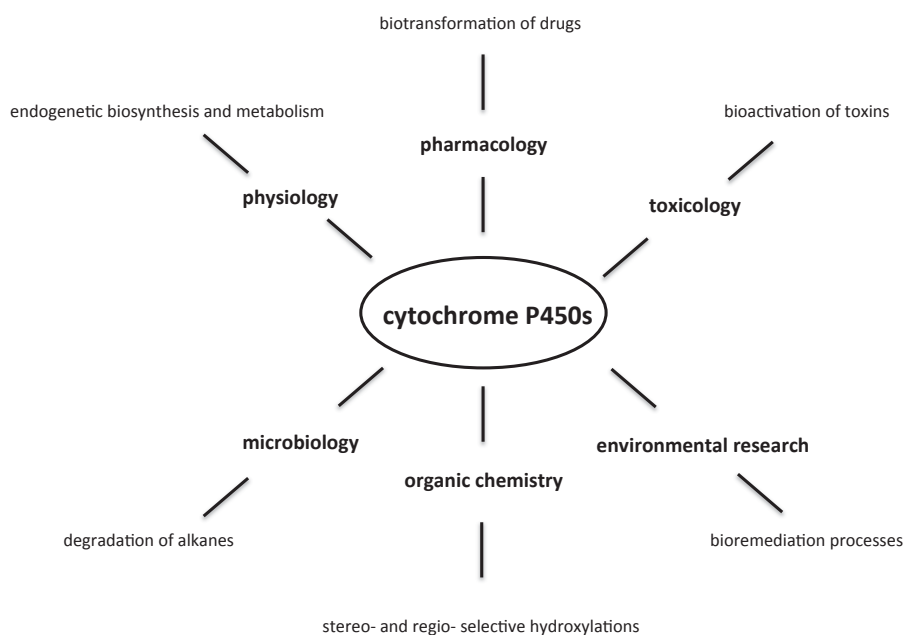 biotransformation of drugs
endogenetic biosynthesis and metabolism
bioactivation of toxins
pharmacology
physiology
toxicology
cytochrome P450s
microbiology
environmental research
organic chemistry
degradation of alkanes
bioremediation processes
stereo- and regio- selective hydroxylations